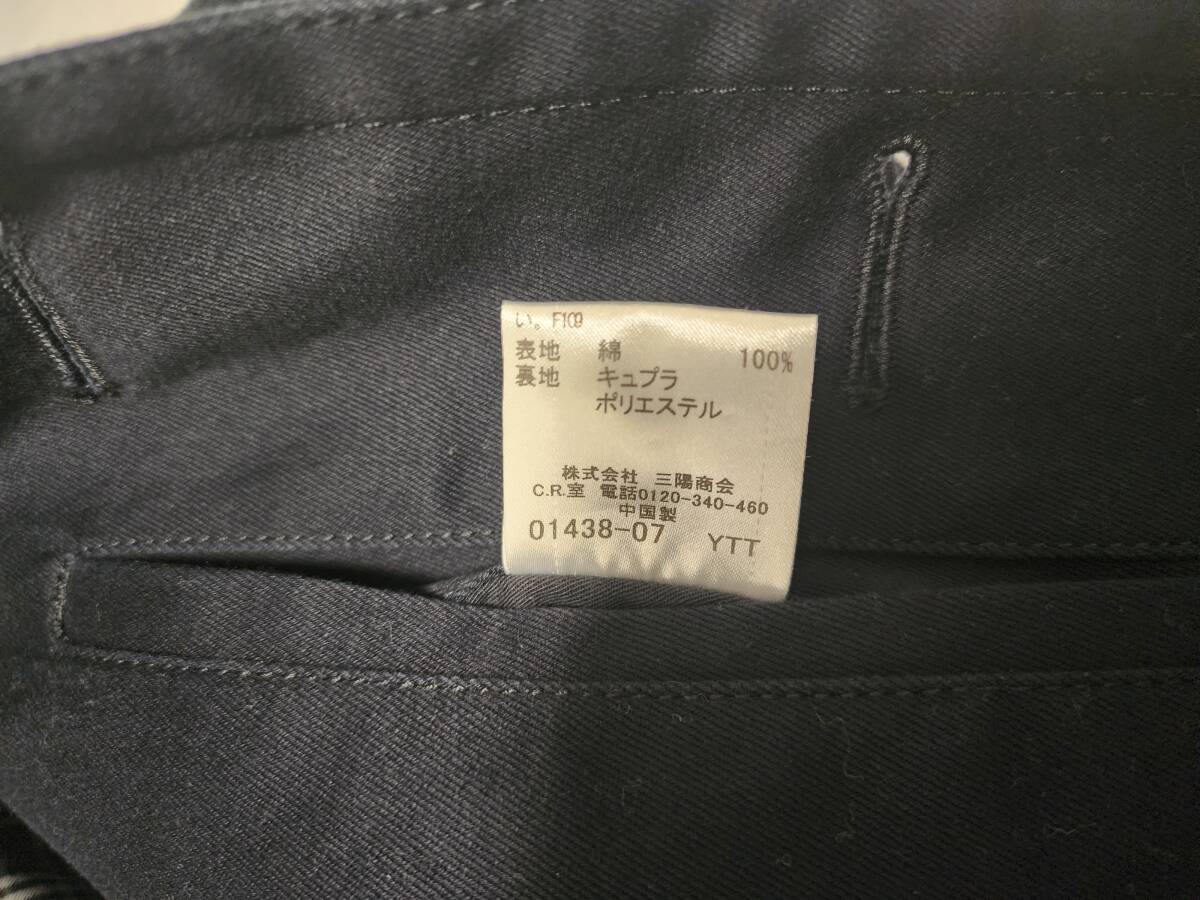 い。F109
表地 綿 100%
裏地 キュプラ
ポリエステル
株式会社 三陽商会
C.R.室 電話0120-340-460
中国製
01438-07 YTT